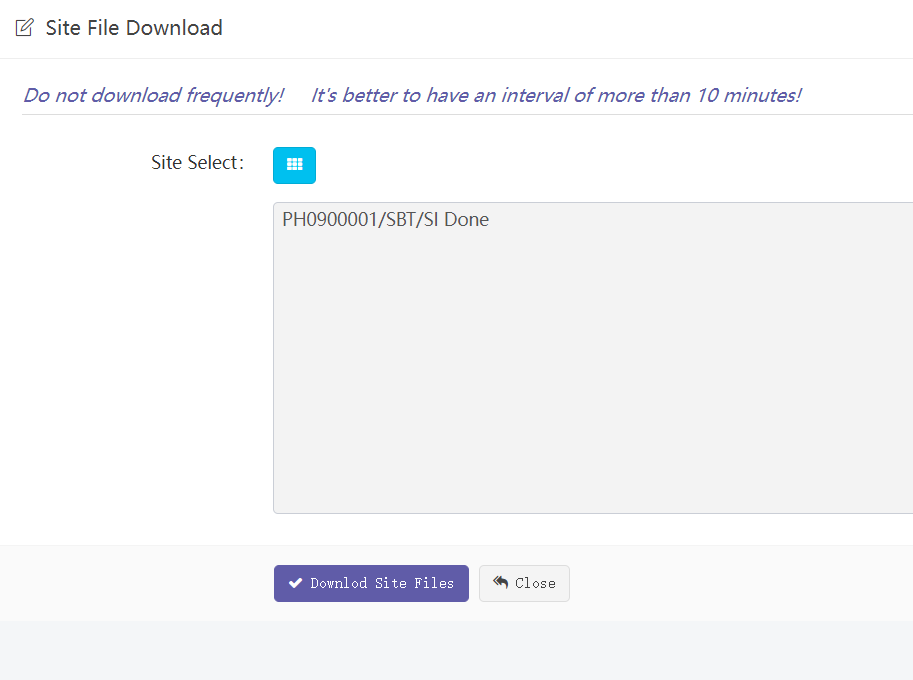 Site File Download
Do not download frequently! It's better to have an interval of more than 10 minutes!
Site Select:
PH0900001/SBT/SI Done
Downlod Site Files Close